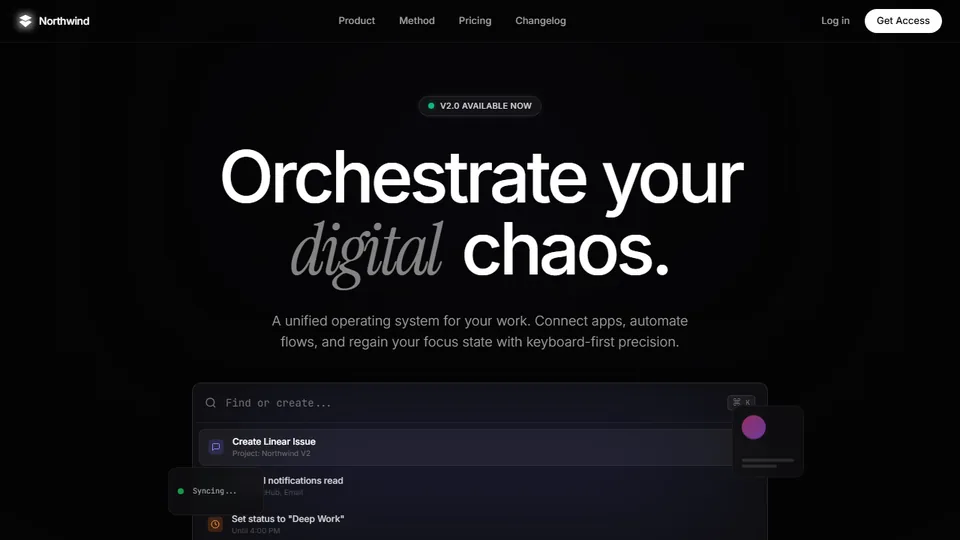 Northwind
Product
Method
Pricing
Changelog
Log in
Get Access
V2.0 AVAILABLE NOW
Orchestrate your
digital chaos.
A unified operating system for your work. Connect apps, automate
flows, and regain your focus state with keyboard-first precision.
Find or create...
⌘ K
Create Linear Issue
Project: Northwind V2
l notifications read
Hub, Email
Syncing...
Set status to "Deep Work"
Until 4:00 PM